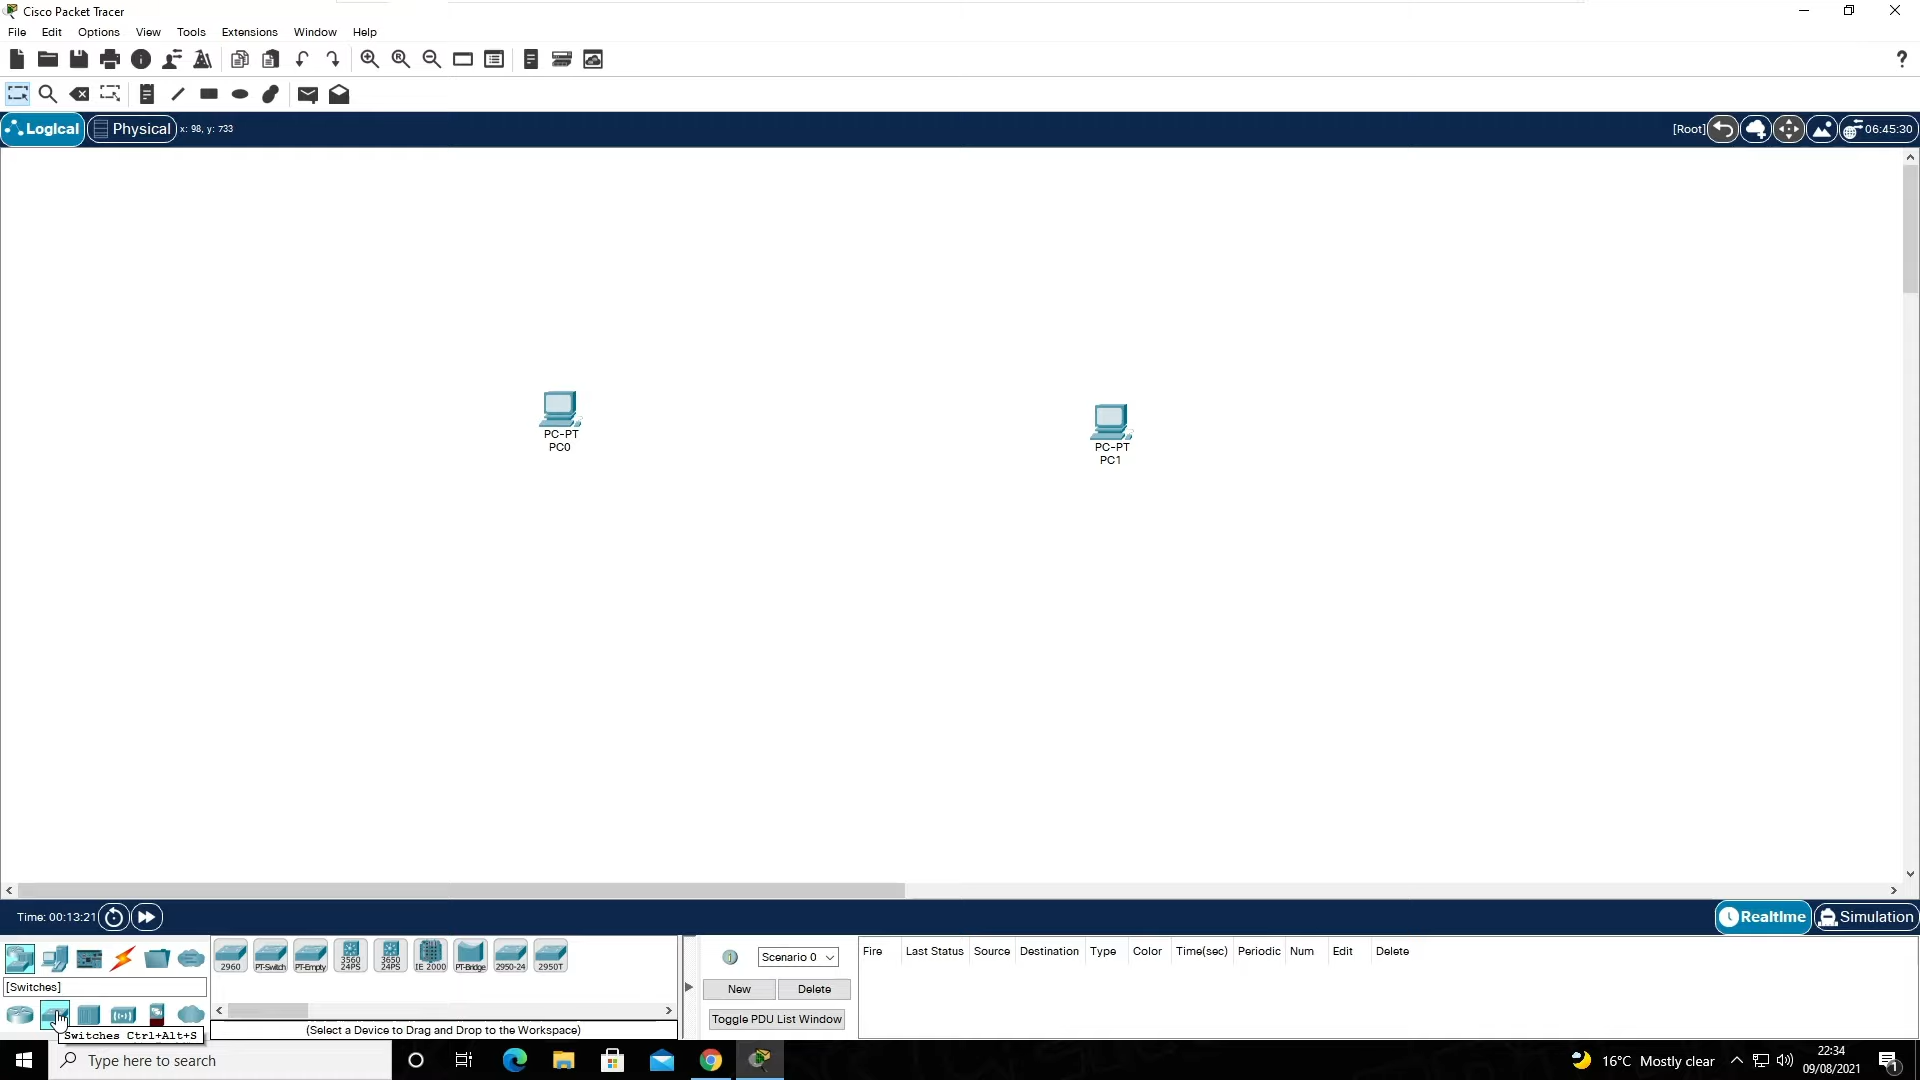 Cisco Packet Tracer
File Edit Options View Tools Extensions Window Help
?
Logical Physical x: 98, y: 733 [Root] 06:45:30
PC-PT
PC0
PC-PT
PC1
Time: 00:13:21 Realtime Simulation
2960 PT-Switch PT-Empty 3560 24PS 3650 24PS IE 2000 PT-Bridge 2950-24 2950T
Scenario 0
Fire Last Status Source Destination Type Color Time(sec) Periodic Num Edit Delete
[Switches]
New Delete
Toggle PDU List Window
(Select a Device to Drag and Drop to the Workspace)
Switches Ctrl+Alt+S
Type here to search
16°C Mostly clear
22:34
09/08/2021
1